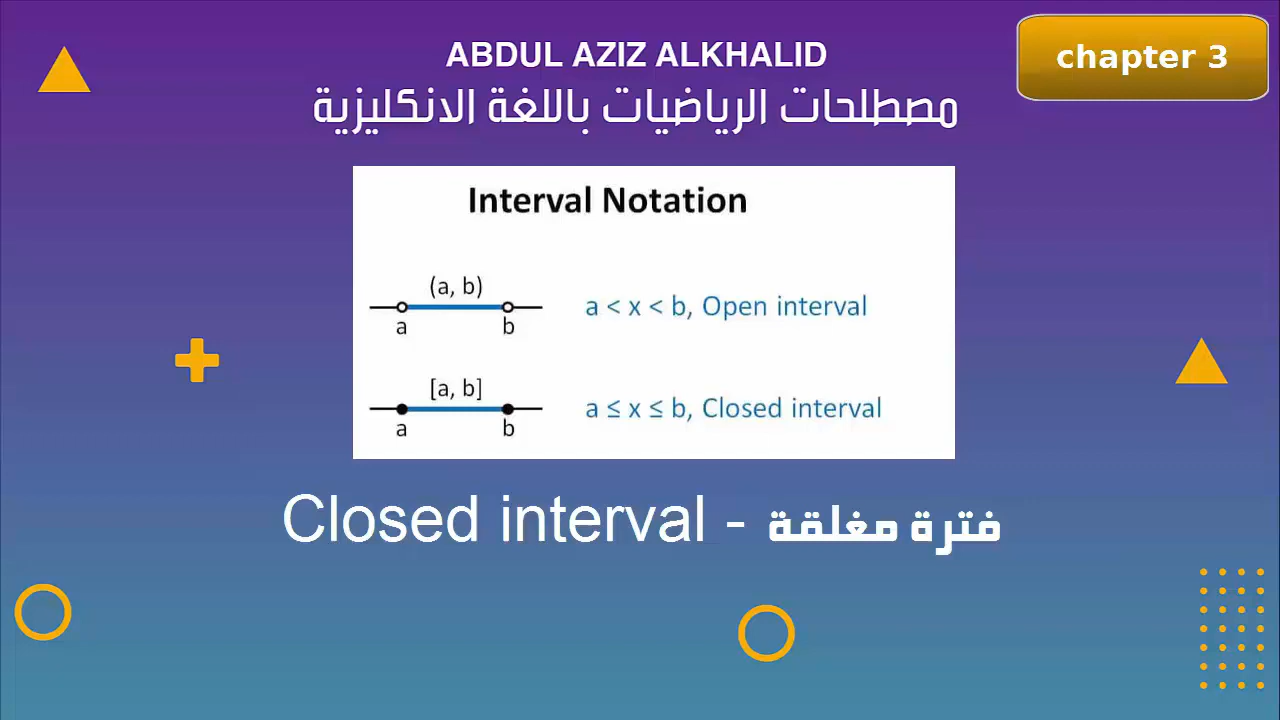 ABDUL AZIZ ALKHALID
chapter 3
مصطلحات الرياضيات باللغة الانكليزية
Interval Notation
(a, b)
a < x < b, Open interval
a b
[a, b]
a ≤ x ≤ b, Closed interval
a b
Closed interval - فترة مغلقة